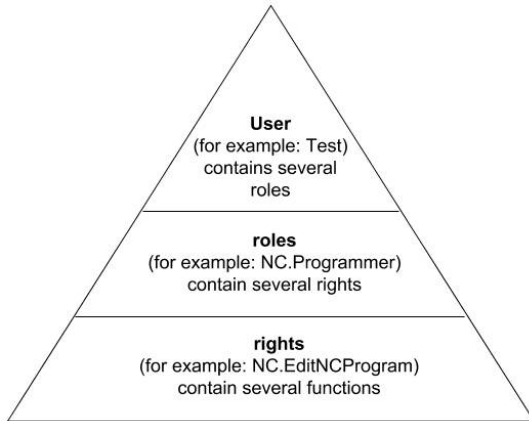 User
(for example: Test)
contains several
roles
roles
(for example: NC.Programmer)
contain several rights
rights
(for example: NC.EditNCProgram)
contain several functions